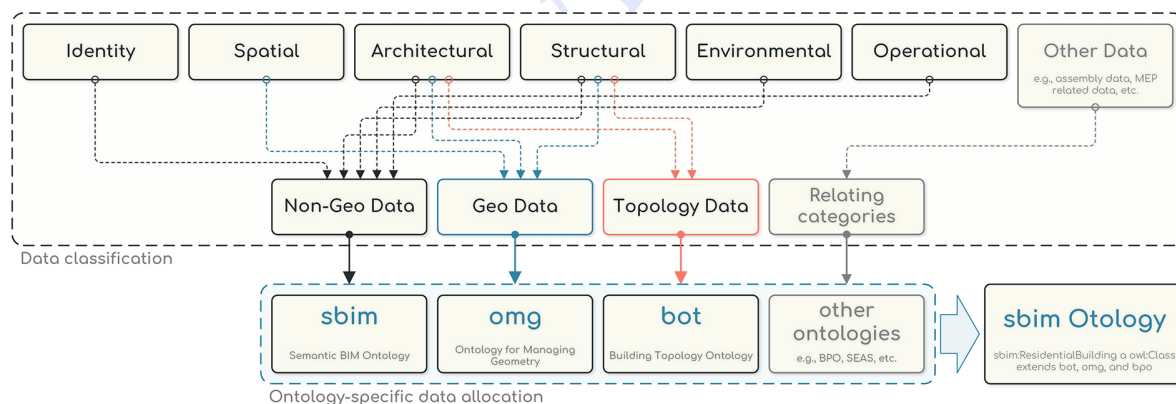 Identity
Spatial
Architectural
Structural
Environmental
Operational
Other Data
e.g., assembly data, MEP
related data, etc.
Non-Geo Data
Geo Data
Topology Data
Relating
categories
Data classification
sbim
Semantic BIM Ontology
omg
Ontology for Managing
Geometry
bot
Building Topology Ontology
other
ontologies
e.g., BPO, SEAS, etc.
sbim Otology
sbim:ResidentialBuilding a owl:Class
extends bot, omg, and bpo
Ontology-specific data allocation